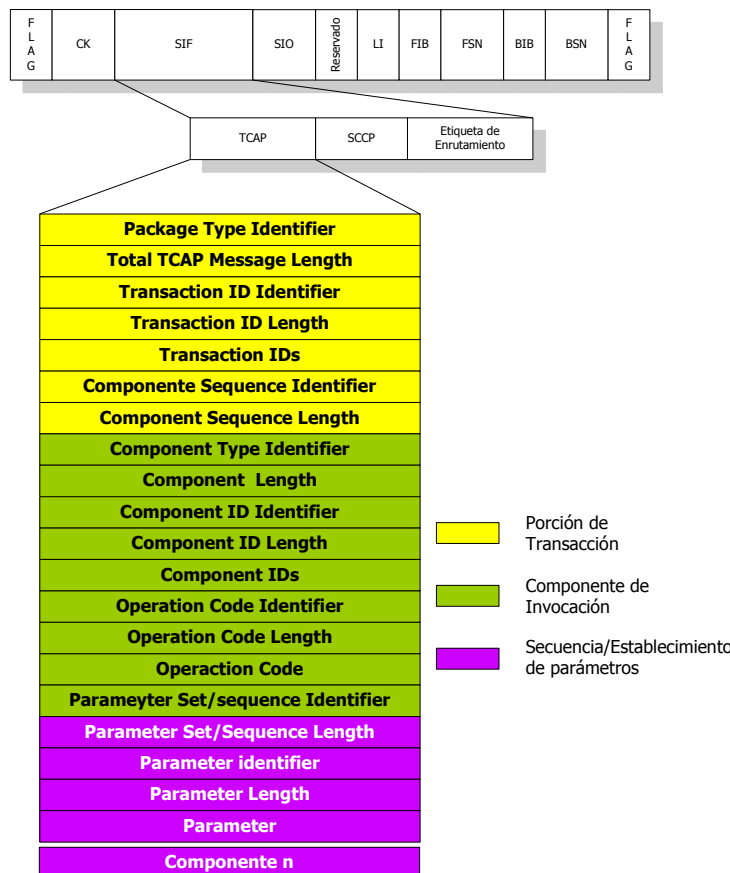 FLAG
CK
SIF
SIO
Reservado
LI
FIB
FSN
BIB
BSN
FLAG
TCAP
SCCP
Etiqueta de
Enrutamiento
Package Type Identifier
Total TCAP Message Length
Transaction ID Identifier
Transaction ID Length
Transaction IDs
Componente Sequence Identifier
Component Sequence Length
Component Type Identifier
Component Length
Component ID Identifier
Component ID Length
Component IDs
Operation Code Identifier
Operation Code Length
Operaction Code
Parameyter Set/sequence Identifier
Parameter Set/Sequence Length
Parameter identifier
Parameter Length
Parameter
Componente n
Porción de
Transacción
Componente de
Invocación
Secuencia/Establecimiento
de parámetros